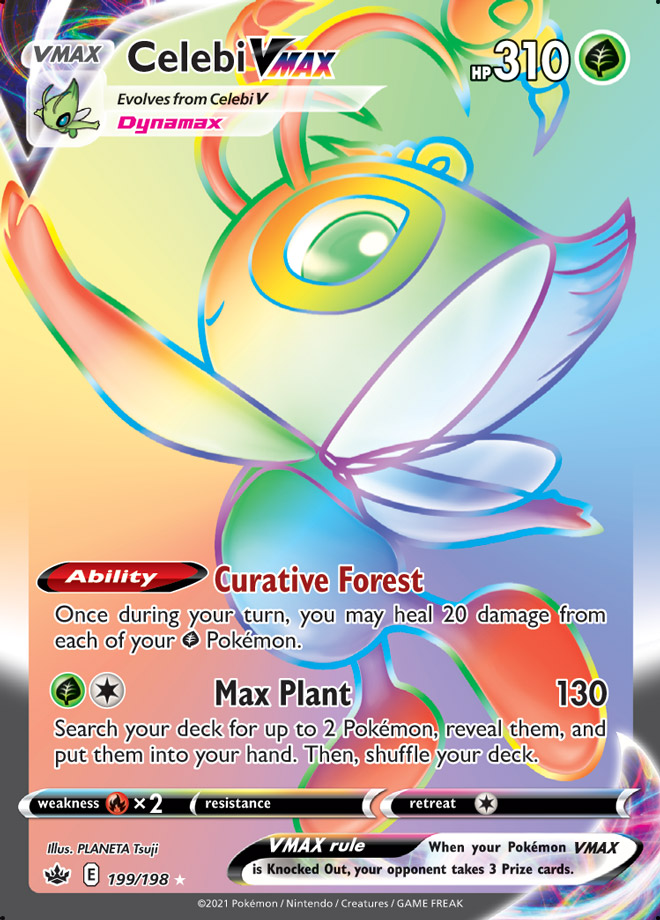 VMAX
Celebi VMAX
HP 310
Evolves from Celebi V
Dynamax
Ability Curative Forest
Once during your turn, you may heal 20 damage from
each of your Pokémon.
Max Plant 130
Search your deck for up to 2 Pokémon, reveal them, and
put them into your hand. Then, shuffle your deck.
weakness ×2 resistance retreat
Illus. PLANETA Tsuji
VMAX rule When your Pokémon VMAX
is Knocked Out, your opponent takes 3 Prize cards.
E 199/198
©2021 Pokémon / Nintendo / Creatures / GAME FREAK